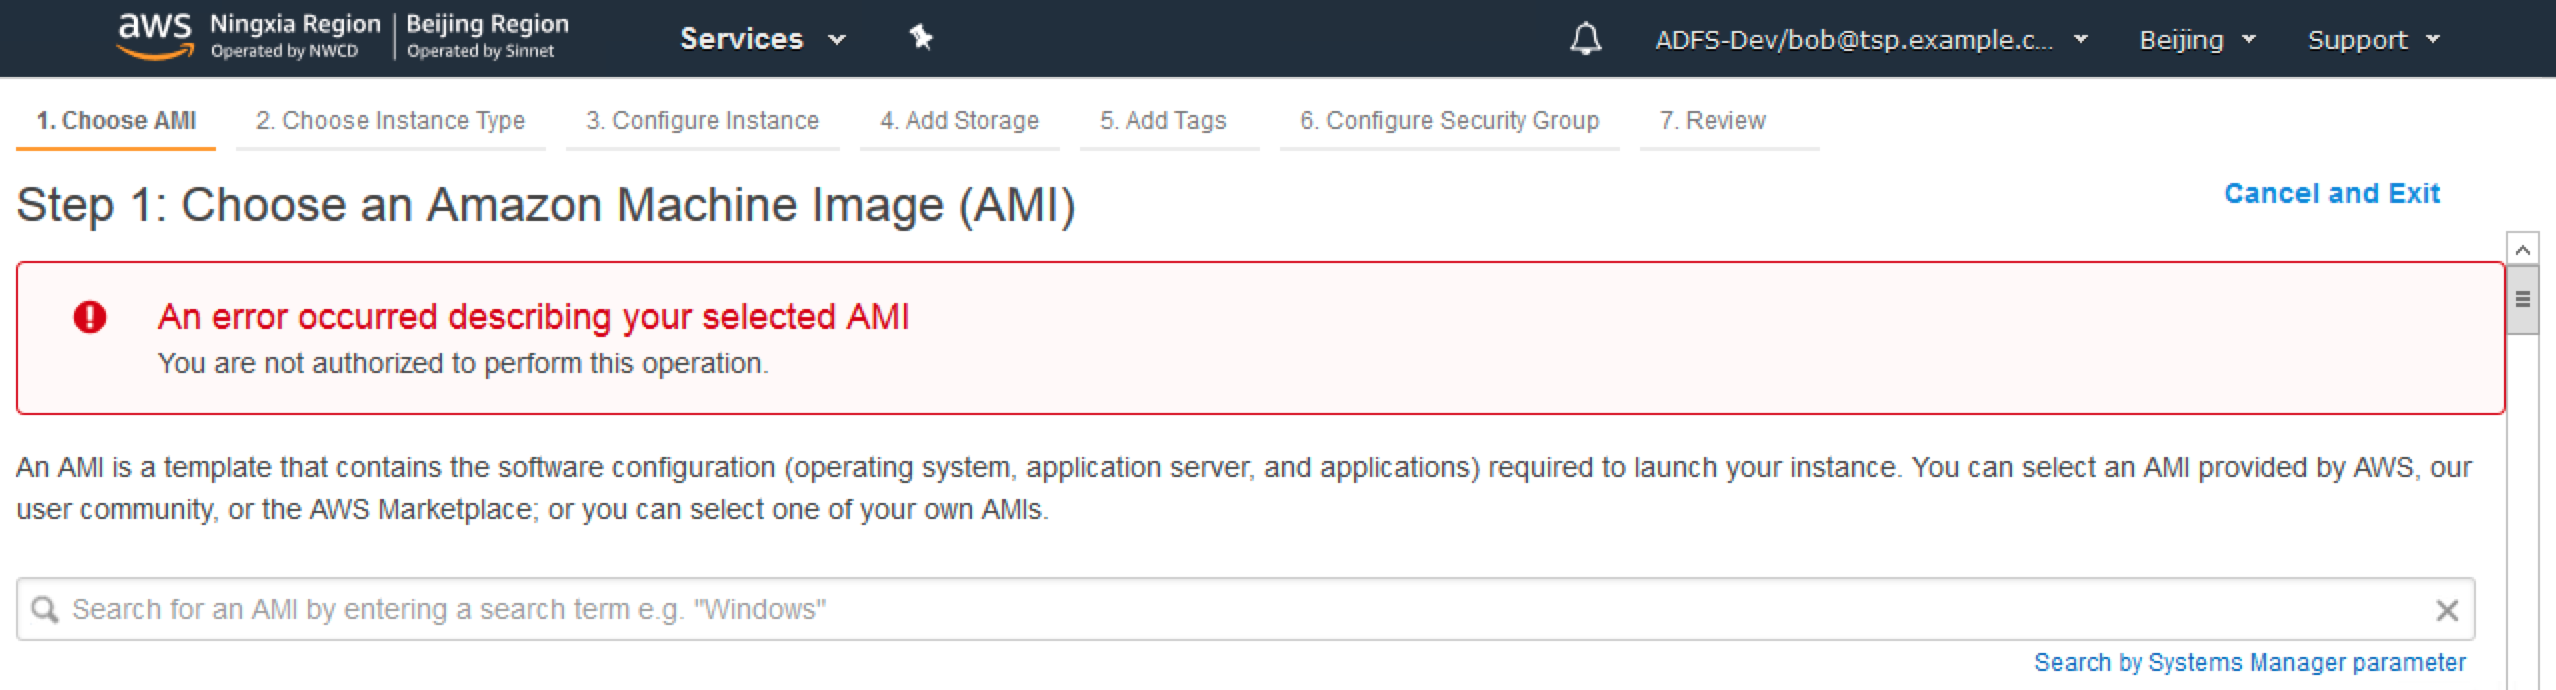 aws Ningxia Region | Beijing Region Services ADFS-Dev/bob@tsp.example.c... Beijing Support
Operated by NWCD Operated by Sinnet
1. Choose AMI 2. Choose Instance Type 3. Configure Instance 4. Add Storage 5. Add Tags 6. Configure Security Group 7. Review
Step 1: Choose an Amazon Machine Image (AMI) Cancel and Exit
An error occurred describing your selected AMI
You are not authorized to perform this operation.
An AMI is a template that contains the software configuration (operating system, application server, and applications) required to launch your instance. You can select an AMI provided by AWS, our
user community, or the AWS Marketplace; or you can select one of your own AMIs.
Search for an AMI by entering a search term e.g. "Windows"
Search by Systems Manager parameter